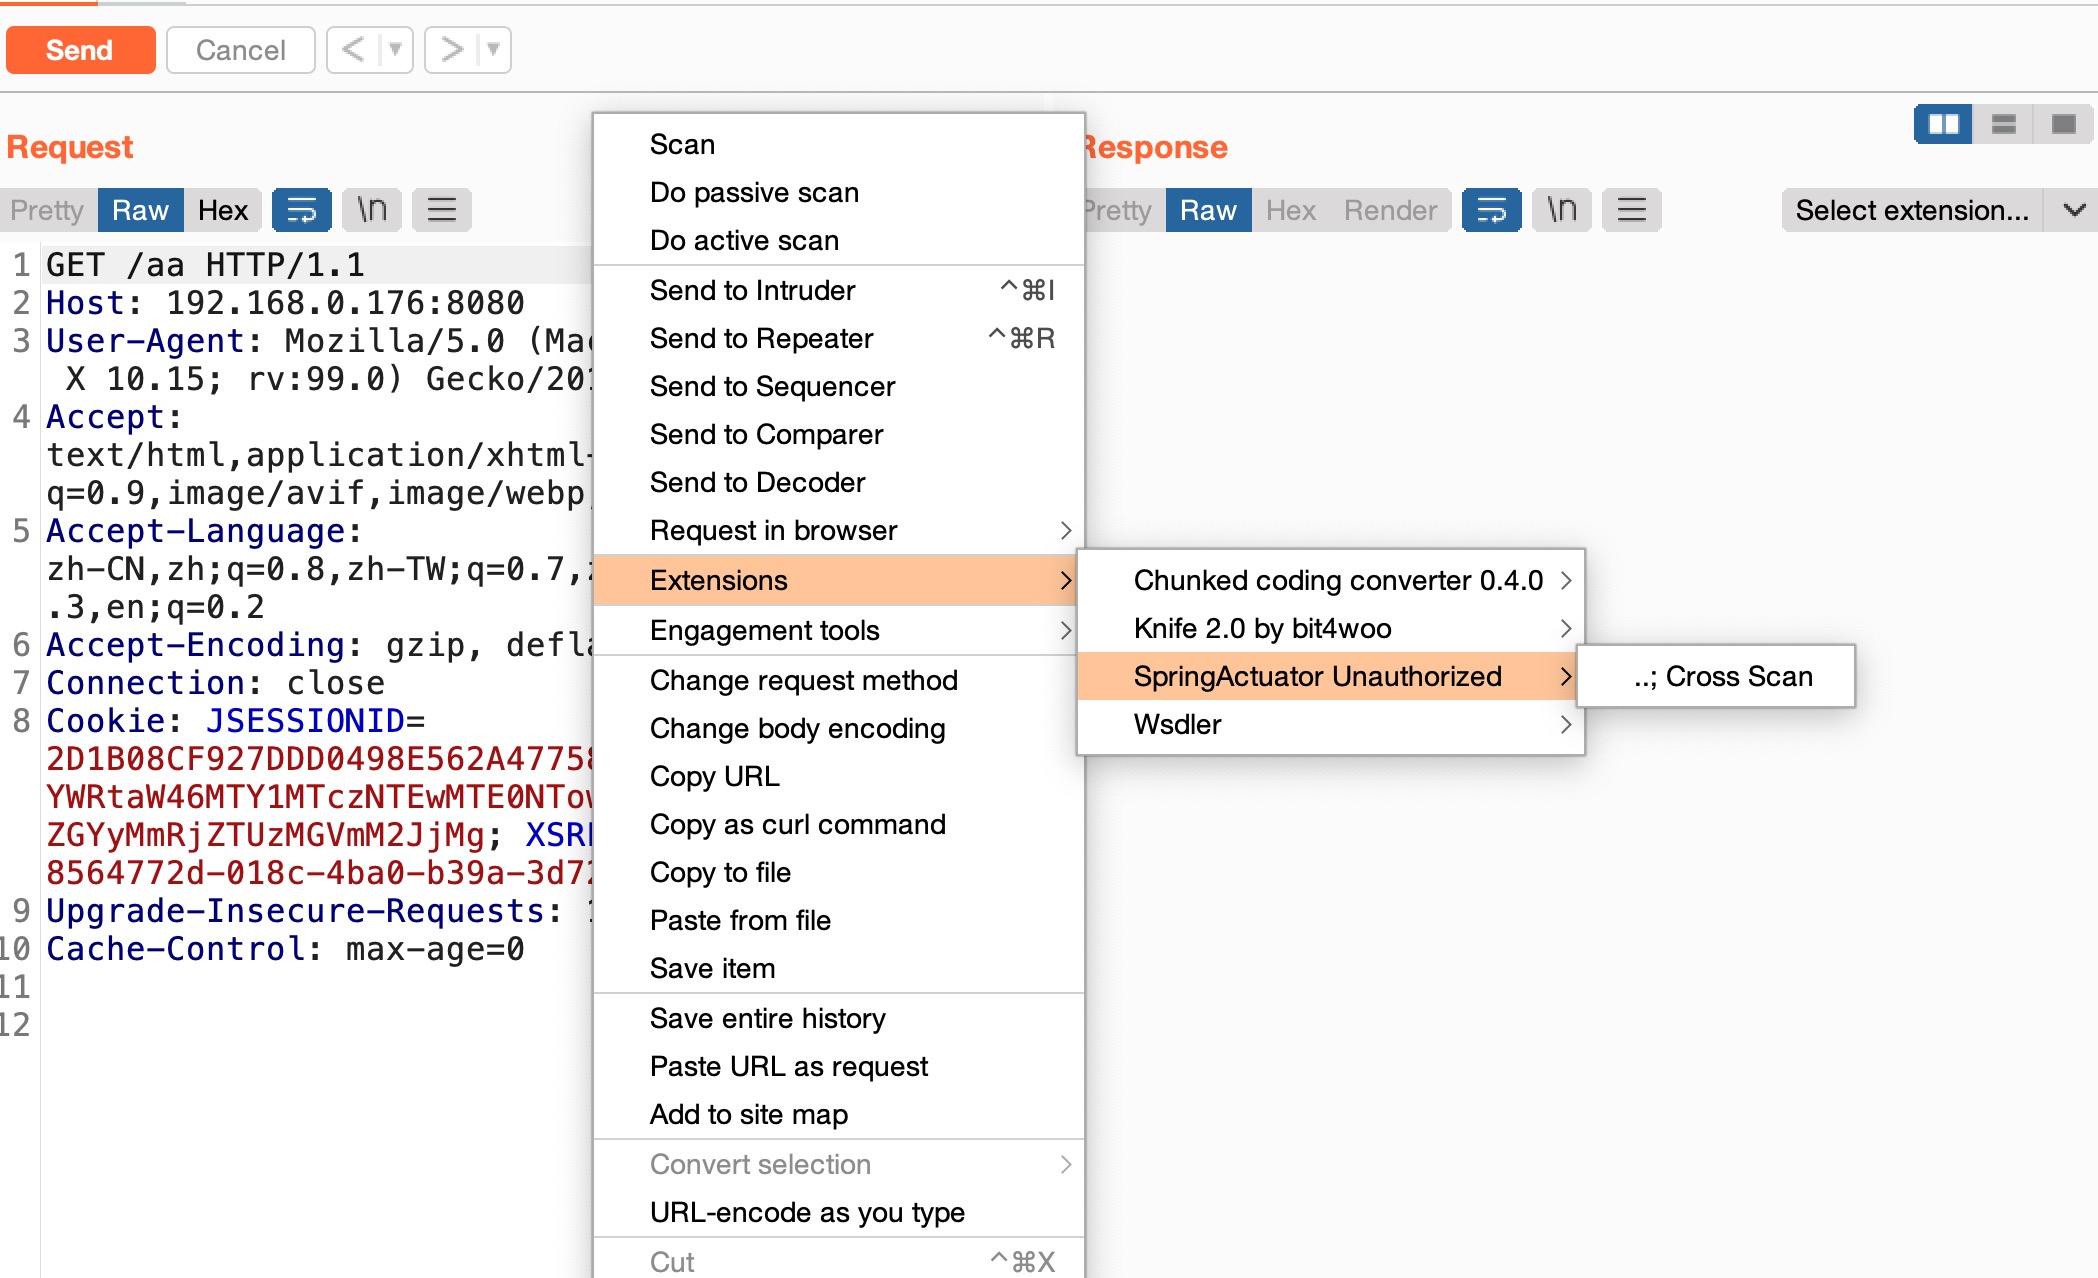 Send
Cancel
Request
Pretty
Raw
Hex
\n
1 GET /aa HTTP/1.1
2 Host: 192.168.0.176:8080
3 User-Agent: Mozilla/5.0
X 10.15; rv:99.0)
4 Accept:
text/html,application/xhtml
q=0.9,image/avif,image/webp
5 Accept-Language:
zh-CN,zh;q=0.8,zh-TW;q=0.7,
.3,en;q=0.2
6 Accept-Encoding: gzip,
7 Connection: close
8 Cookie: JSESSIONID=
2D1B08CF927DDD0498E562A4775
YWRtaW46MTY1MTczNTEwMTE0NTo
ZGYyMmRjZTUzMGVmM2JjMg;
8564772d-018c-4ba0-b39a-3d7
9 Upgrade-Insecure-Requests:
10 Cache-Control: max-age=0
11
12
Scan
Do passive scan
Do active scan
Send to Intruder ^⌘I
Send to Repeater ^⌘R
Send to Sequencer
Send to Comparer
Send to Decoder
Request in browser
Extensions
Engagement tools
Change request method
Change body encoding
Copy URL
Copy as curl command
Copy to file
Paste from file
Save item
Save entire history
Paste URL as request
Add to site map
Convert selection
URL-encode as you type
Cut ^⌘X
Chunked coding converter 0.4.0
Knife 2.0 by bit4woo
SpringActuator Unauthorized
Wsdler
..; Cross Scan
Response
Pretty
Raw
Hex
Render
\n
Select extension...